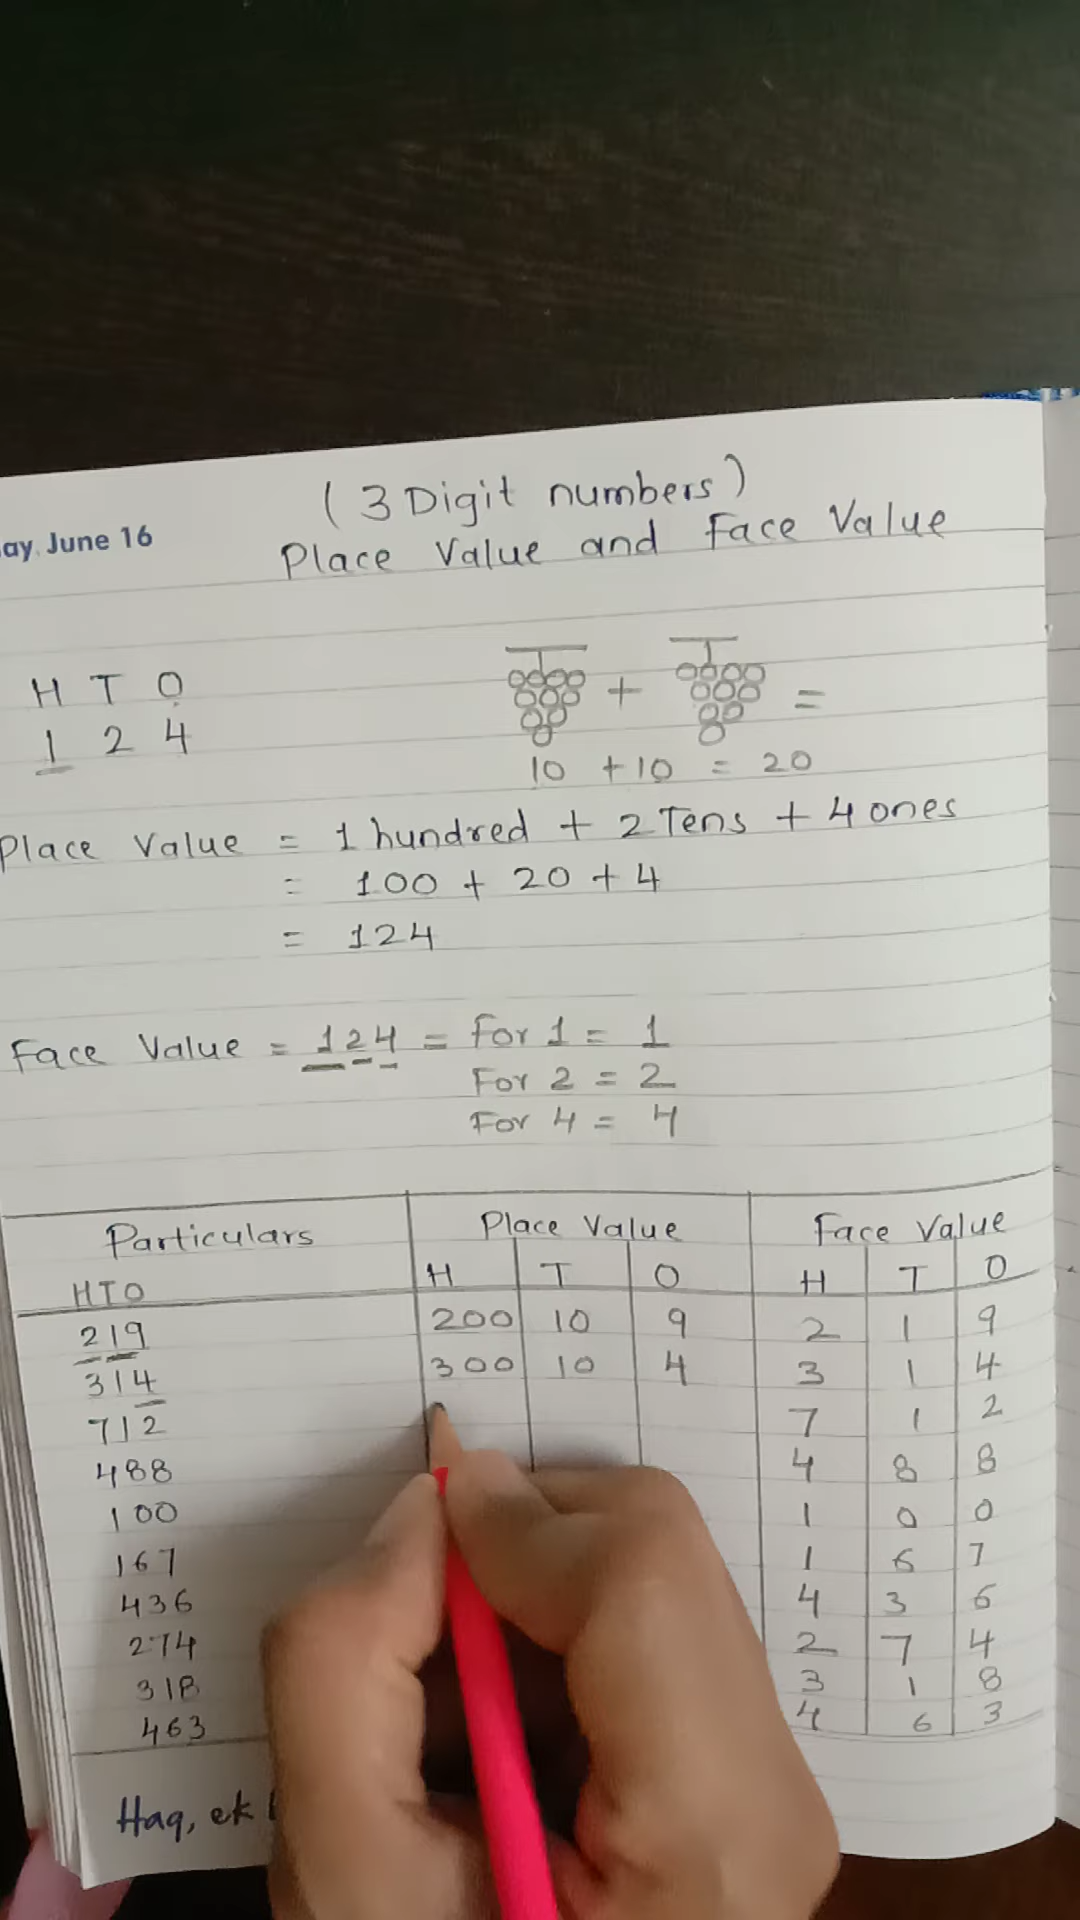 ( 3 Digit numbers )
June 16
Place Value and Face Value
H T O
1 2 4
+ =
10 + 10 = 20
Place Value = 1 hundred + 2 Tens + 4 ones
= 100 + 20 + 4
= 124
Face Value = 124 = For 1 = 1
For 2 = 2
For 4 = 4
Particulars Place Value Face Value
HTO H T O H T O
219 200 10 9 2 1 9
314 300 10 4 3 1 4
712 7 1 2
488 4 8 8
100 1 0 0
167 1 6 7
436 4 3 6
274 2 7 4
318 3 1 8
463 4 6 3
Haq, ek